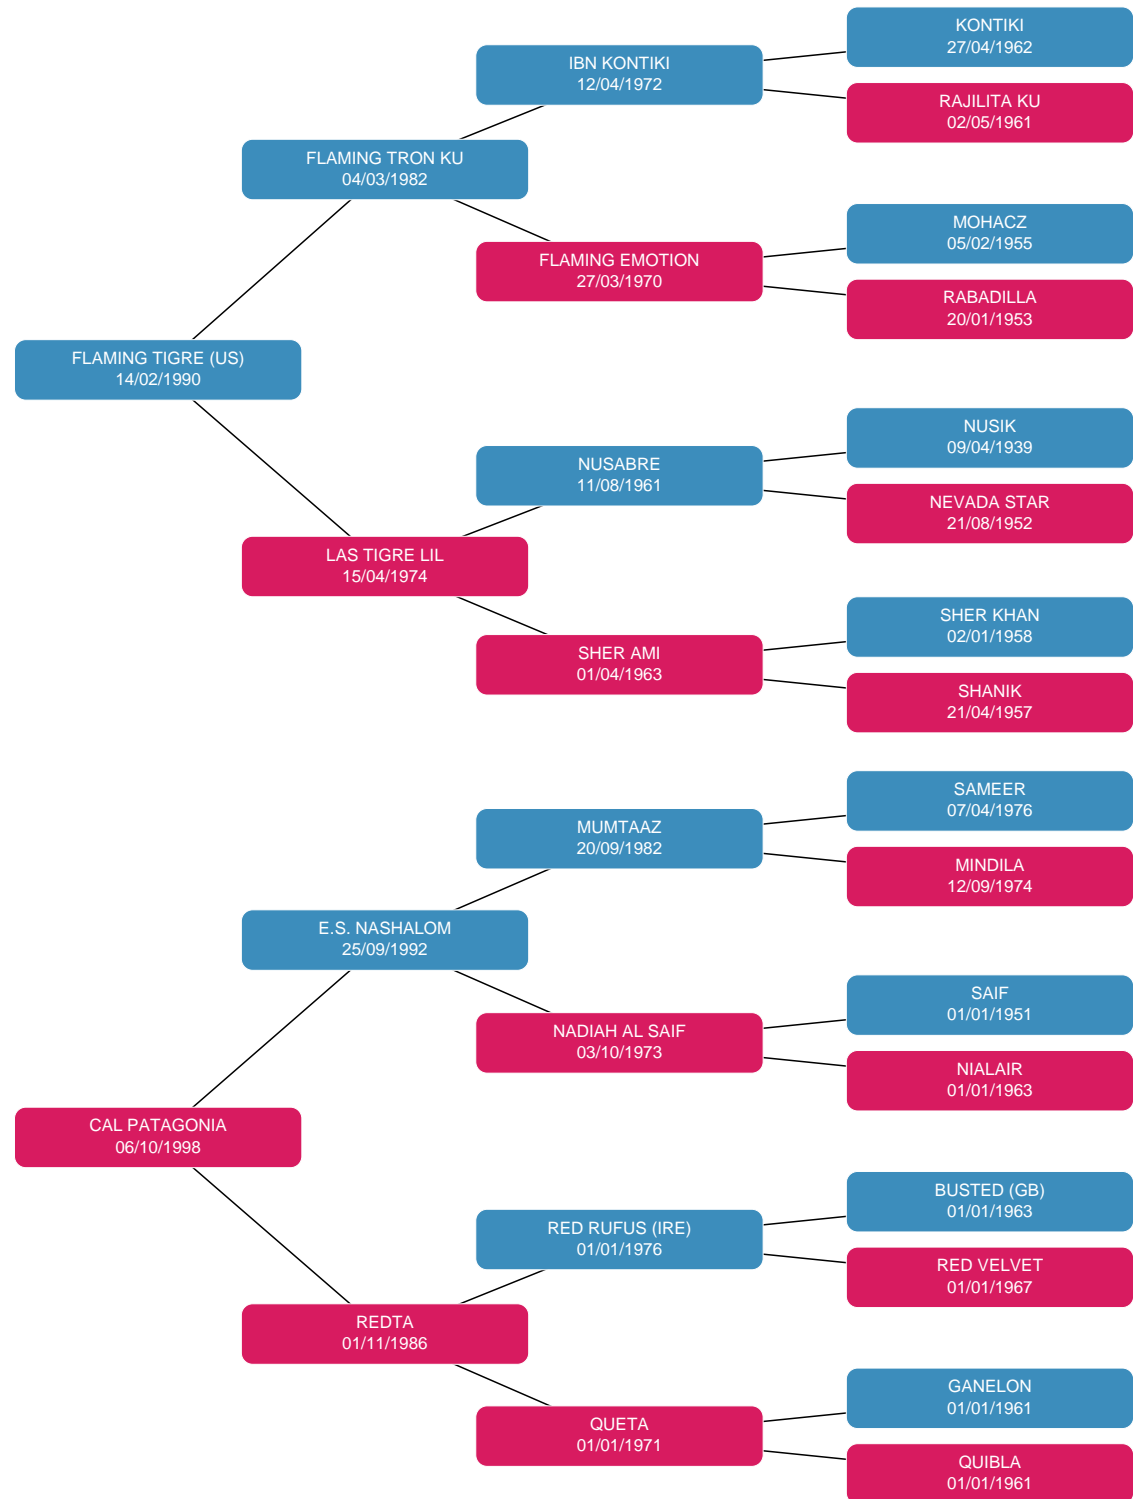 KONTIKI
27/04/1962
IBN KONTIKI
12/04/1972
RAJILITA KU
02/05/1961
FLAMING TRON KU
04/03/1982
MOHACZ
05/02/1955
FLAMING EMOTION
27/03/1970
RABADILLA
20/01/1953
FLAMING TIGRE (US)
14/02/1990
NUSIK
09/04/1939
NUSABRE
11/08/1961
NEVADA STAR
21/08/1952
LAS TIGRE LIL
15/04/1974
SHER KHAN
02/01/1958
SHER AMI
01/04/1963
SHANIK
21/04/1957
SAMEER
07/04/1976
MUMTAAZ
20/09/1982
MINDILA
12/09/1974
E.S. NASHALOM
25/09/1992
SAIF
01/01/1951
NADIAH AL SAIF
03/10/1973
NIALAIR
01/01/1963
CAL PATAGONIA
06/10/1998
BUSTED (GB)
01/01/1963
RED RUFUS (IRE)
01/01/1976
RED VELVET
01/01/1967
REDTA
01/11/1986
GANELON
01/01/1961
QUETA
01/01/1971
QUIBLA
01/01/1961